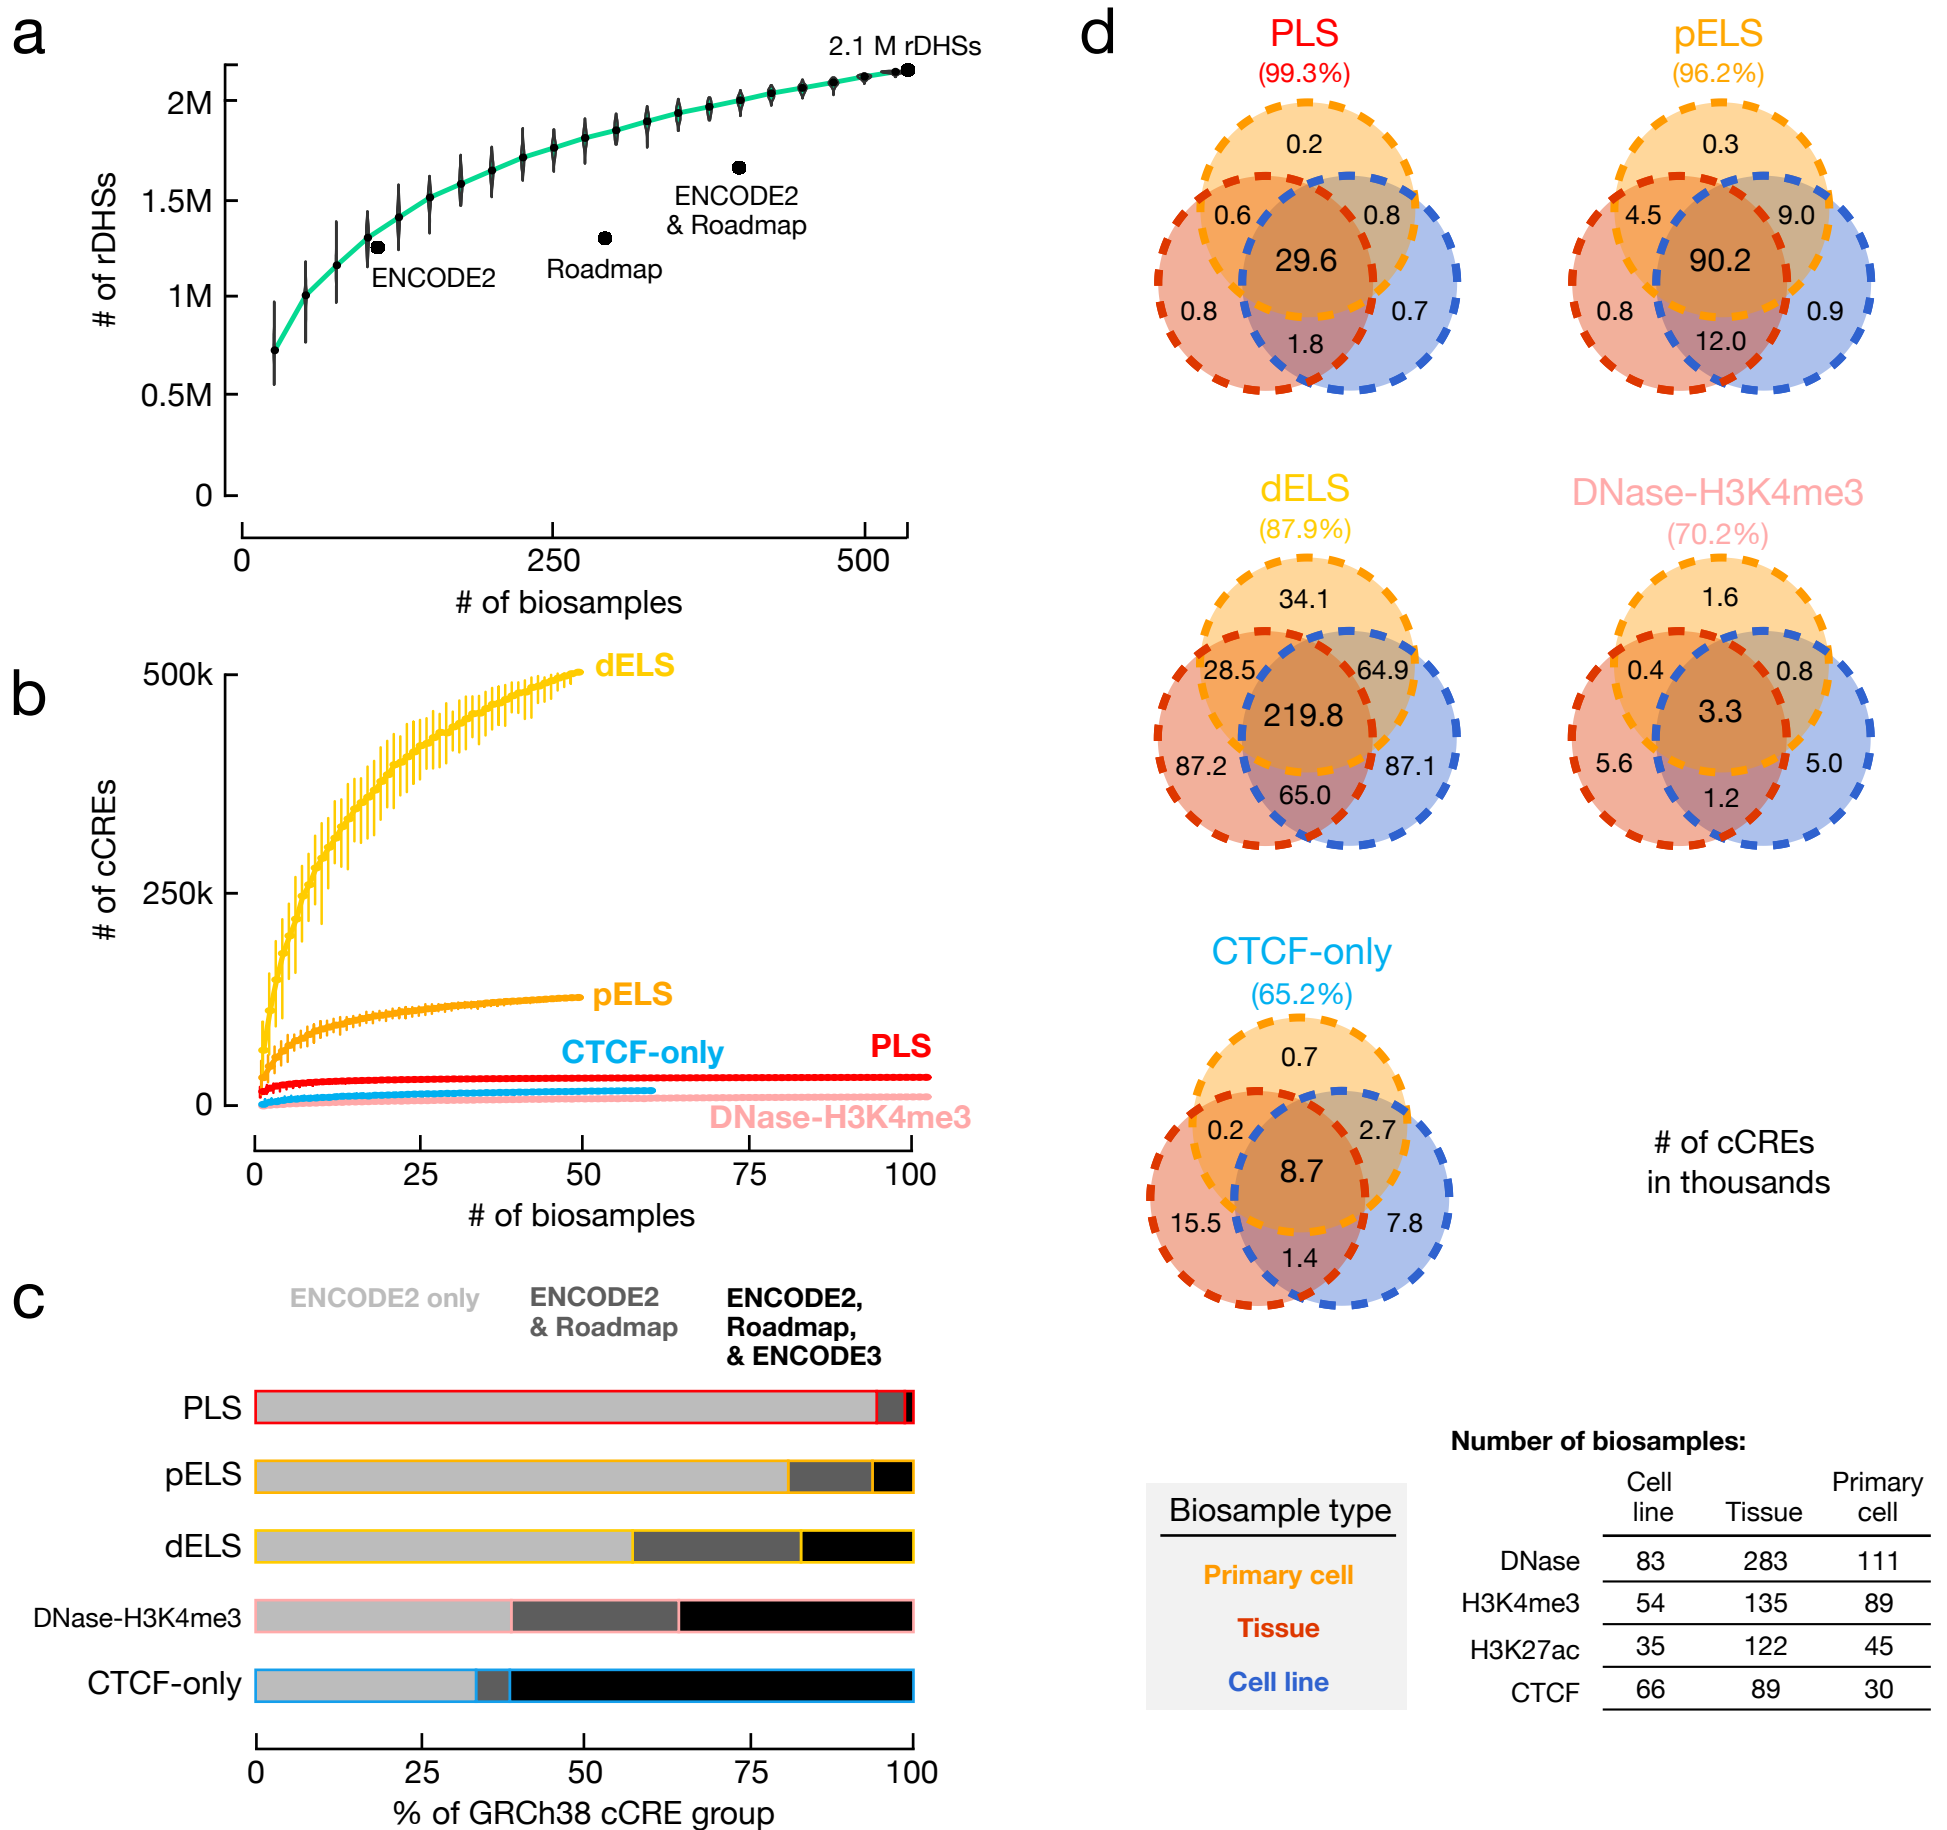 a
2.1 M rDHSs
2M
1.5M
1M
0.5M
0
# of rDHSs
ENCODE2
Roadmap
ENCODE2
& Roadmap
0
250
500
# of biosamples
b
500k
250k
0
# of cCREs
dELS
pELS
CTCF-only
PLS
DNase-H3K4me3
0
25
50
75
100
# of biosamples
c
ENCODE2 only
ENCODE2
& Roadmap
ENCODE2,
Roadmap,
& ENCODE3
PLS
pELS
dELS
DNase-H3K4me3
CTCF-only
0
25
50
75
100
% of GRCh38 cCRE group
d
PLS
(99.3%)
0.2
0.6
0.8
29.6
0.8
0.7
1.8
pELS
(96.2%)
0.3
4.5
9.0
90.2
0.8
0.9
12.0
dELS
(87.9%)
34.1
28.5
64.9
219.8
87.2
87.1
65.0
DNase-H3K4me3
(70.2%)
1.6
0.4
0.8
3.3
5.6
5.0
1.2
CTCF-only
(65.2%)
0.7
0.2
2.7
8.7
15.5
7.8
1.4
# of cCREs
in thousands
Biosample type
Primary cell
Tissue
Cell line
Number of biosamples:
Cell line Tissue Primary cell
DNase 83 283 111
H3K4me3 54 135 89
H3K27ac 35 122 45
CTCF 66 89 30